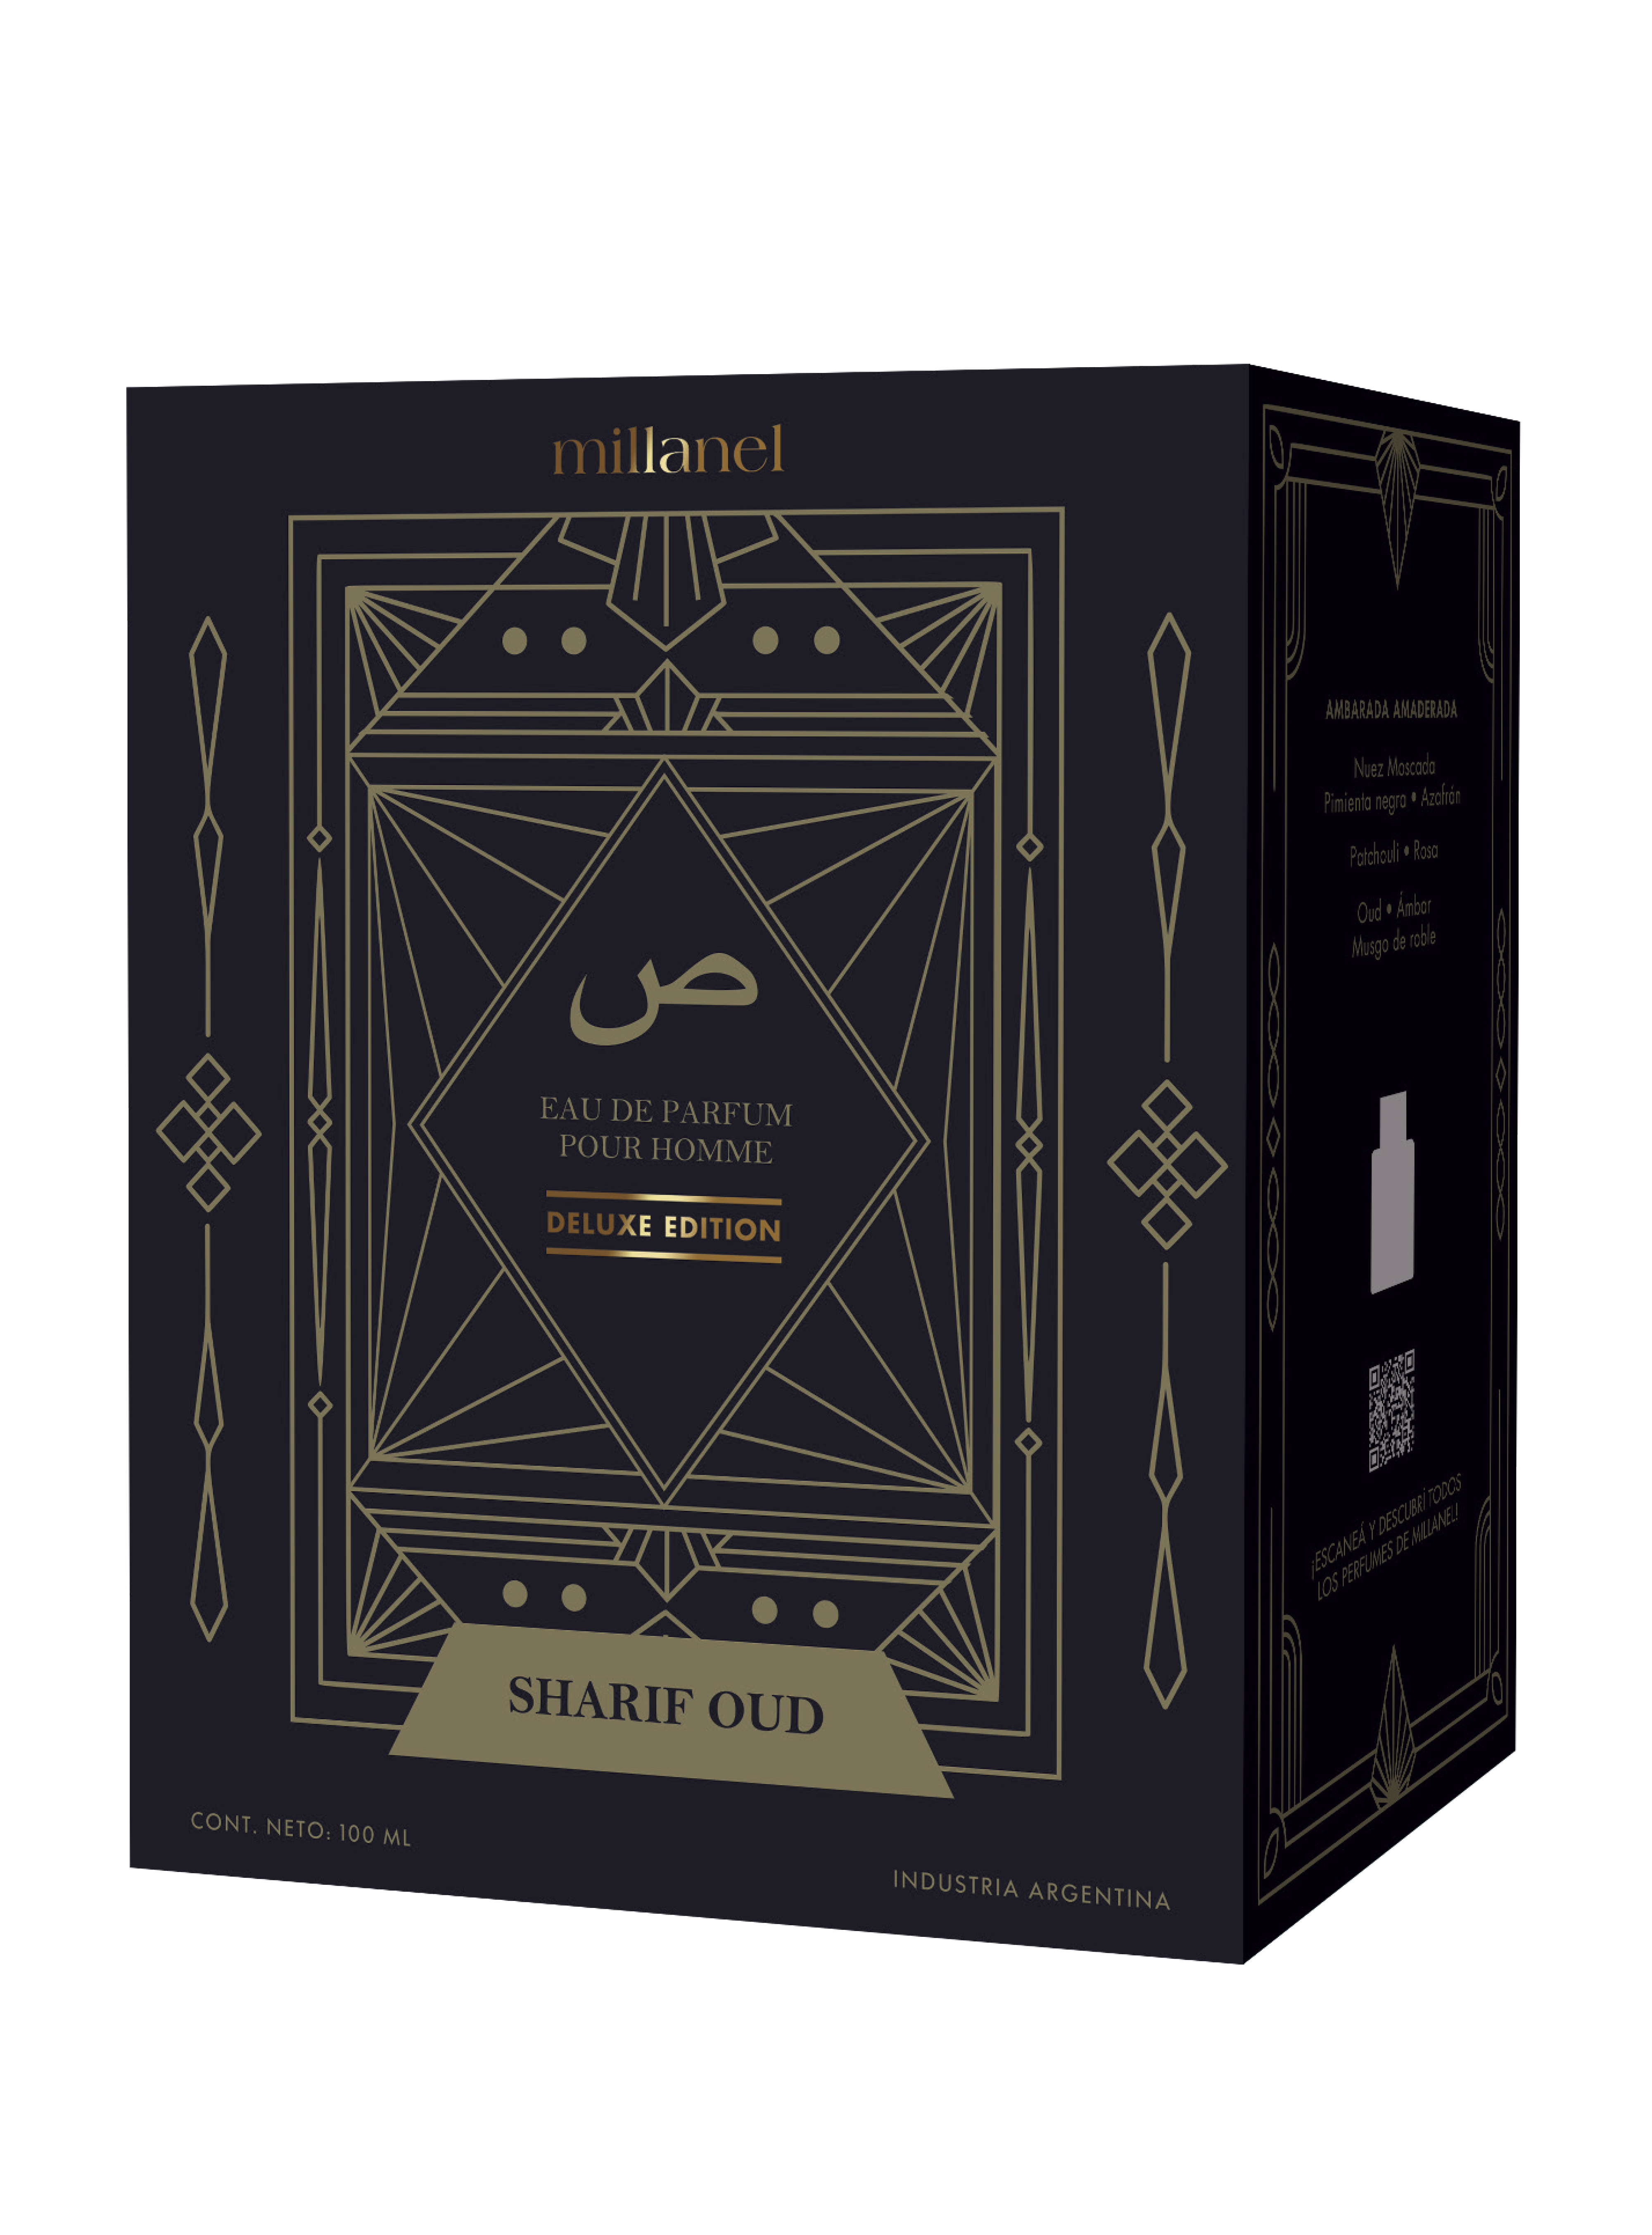 millanel
ص
EAU DE PARFUM
POUR HOMME
DELUXE EDITION
SHARIF OUD
CONT. NETO: 100 ML
INDUSTRIA ARGENTINA
AMBARADA AMADERADA
Nuez Moscada
Pimienta negra • Azafrán
Patchouli • Rosa
Oud • Ámbar
Musgo de roble
¡ESCANEÁ Y DESCUBRÍ TODOS
LOS PERFUMES DE MILLANEL!